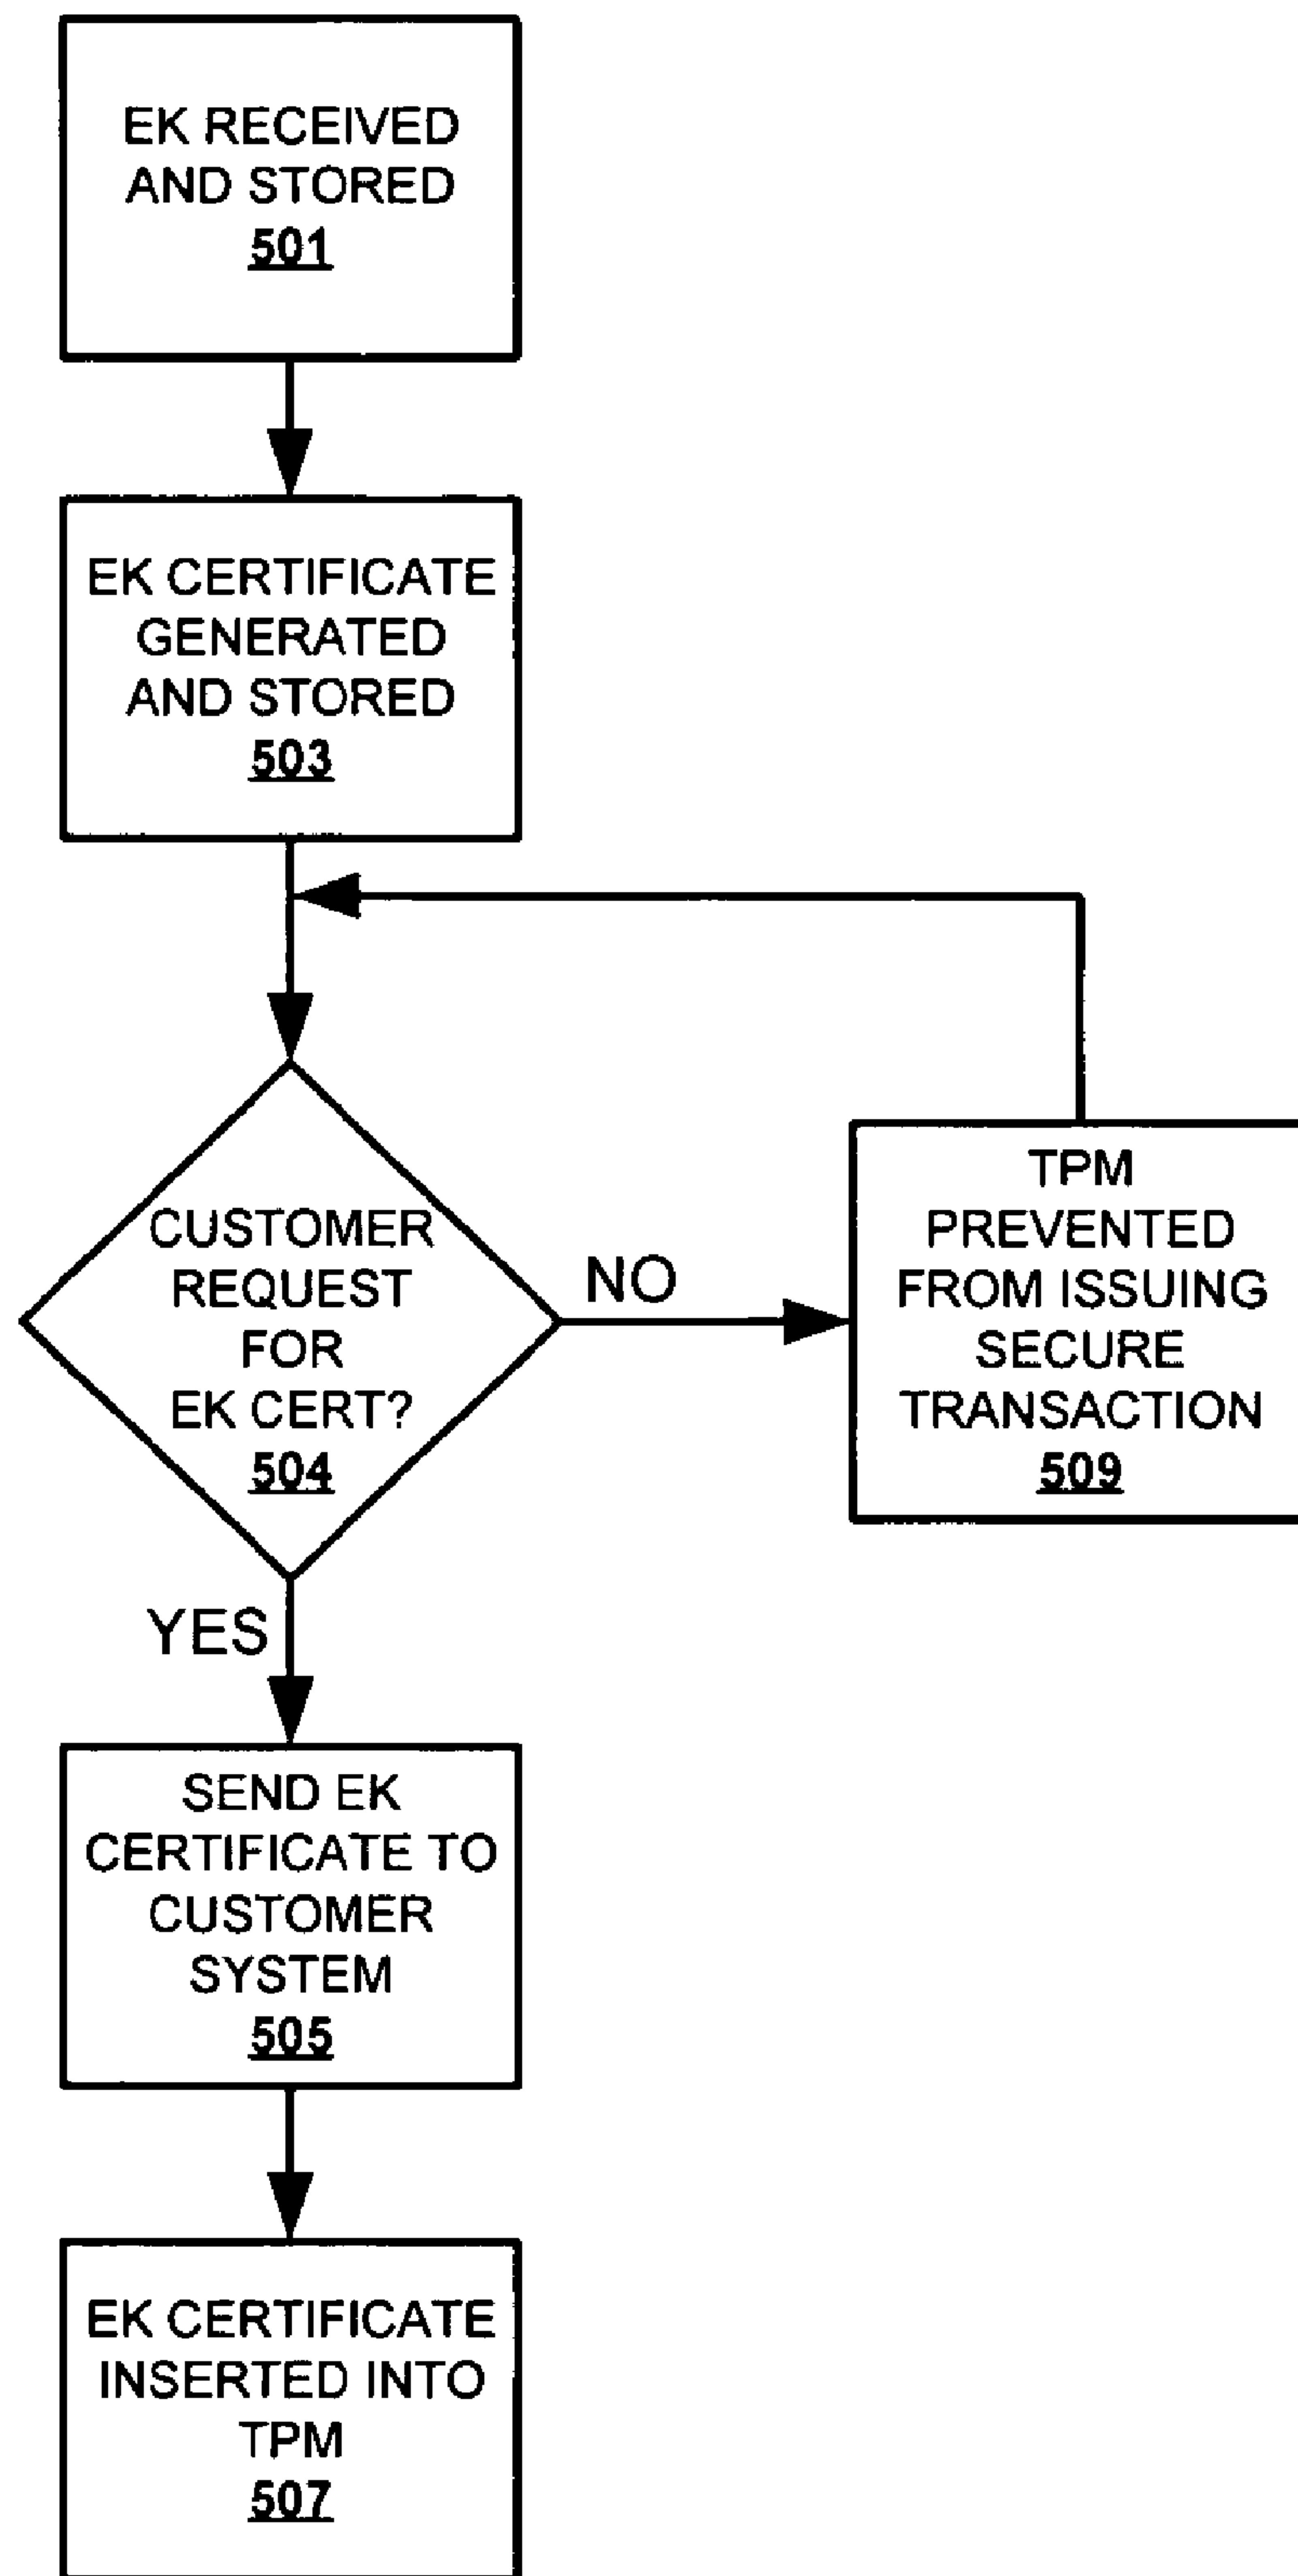 EK RECEIVED
AND STORED
501
EK CERTIFICATE
GENERATED
AND STORED
503
CUSTOMER
REQUEST
FOR
EK CERT?
504
NO
TPM
PREVENTED
FROM ISSUING
SECURE
TRANSACTION
509
YES
SEND EK
CERTIFICATE TO
CUSTOMER
SYSTEM
505
EK CERTIFICATE
INSERTED INTO
TPM
507